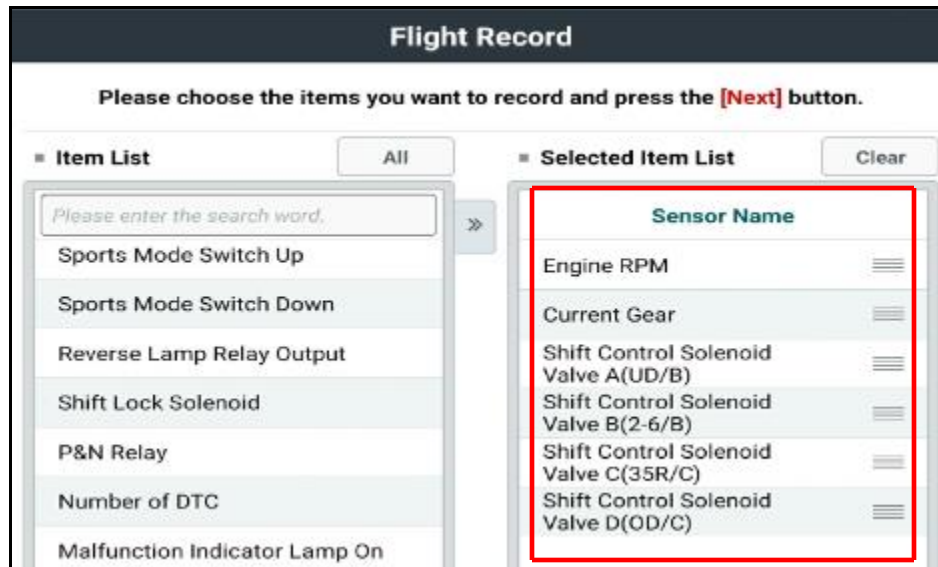 Flight Record
Please choose the items you want to record and press the [Next] button.
Item List
All
Please enter the search word.
Sports Mode Switch Up
Sports Mode Switch Down
Reverse Lamp Relay Output
Shift Lock Solenoid
P&N Relay
Number of DTC
Malfunction Indicator Lamp On
»
Selected Item List
Clear
Sensor Name
Engine RPM
Current Gear
Shift Control Solenoid
Valve A(UD/B)
Shift Control Solenoid
Valve B(2-6/B)
Shift Control Solenoid
Valve C(35R/C)
Shift Control Solenoid
Valve D(OD/C)